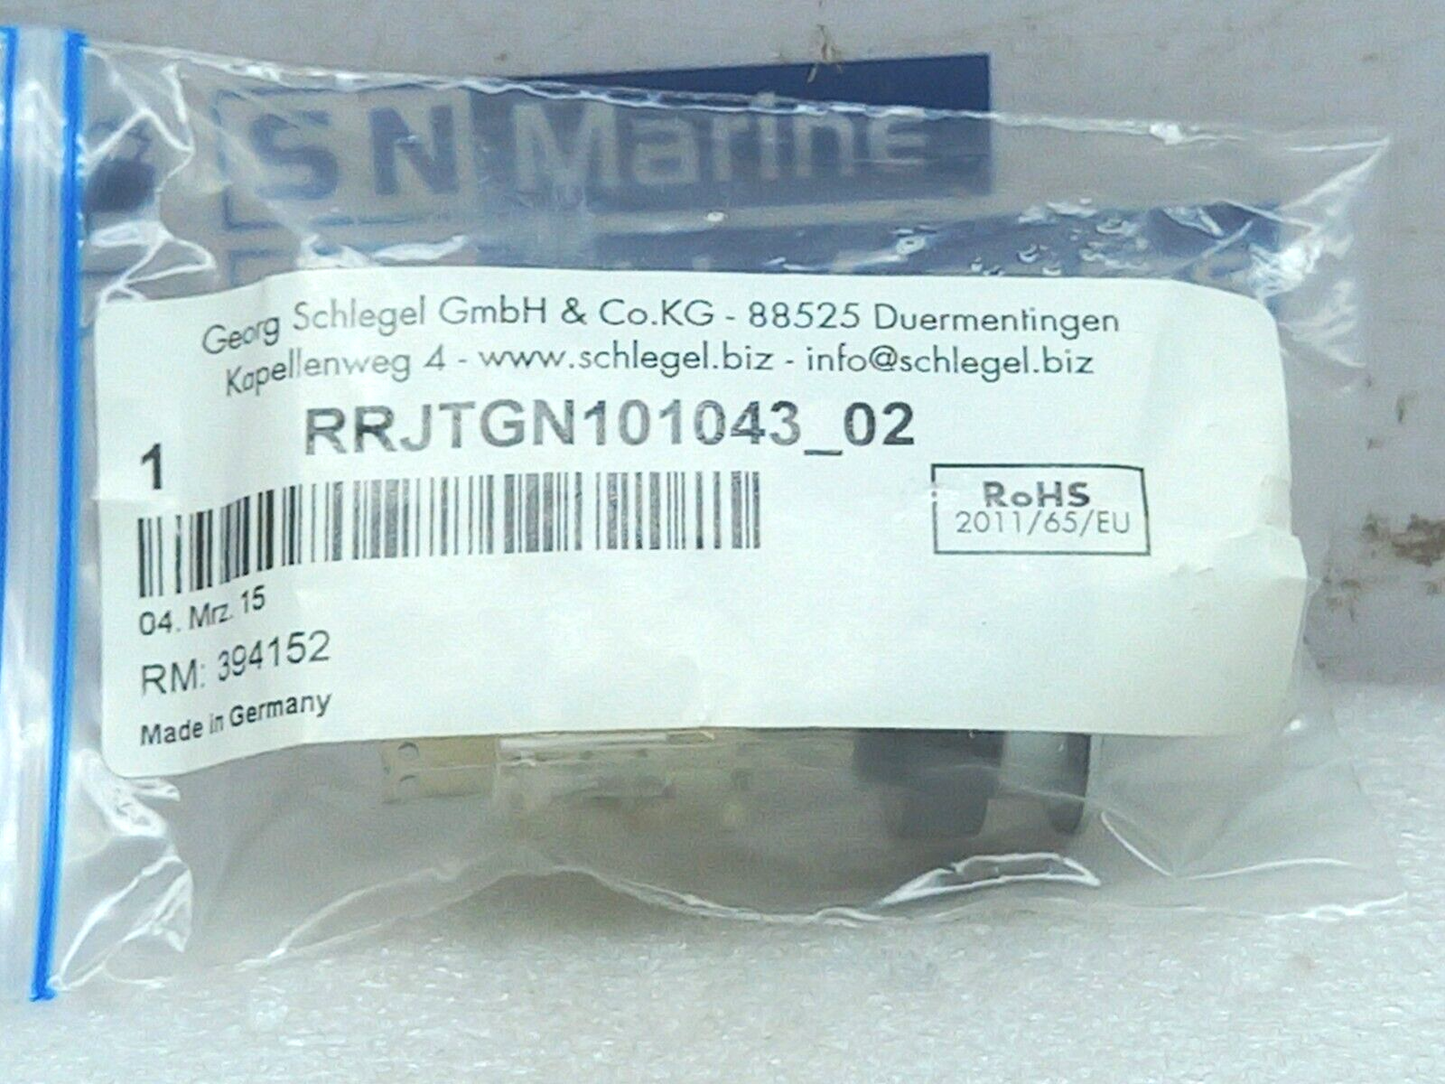 SN Marine
Georg Schlegel GmbH & Co.KG - 88525 Duermentingen
Kapellenweg 4 - www.schlegel.biz - info@schlegel.biz
RRJTGN101043_02
1
RoHS
2011/65/EU
04. Mrz. 15
RM: 394152
Made in Germany